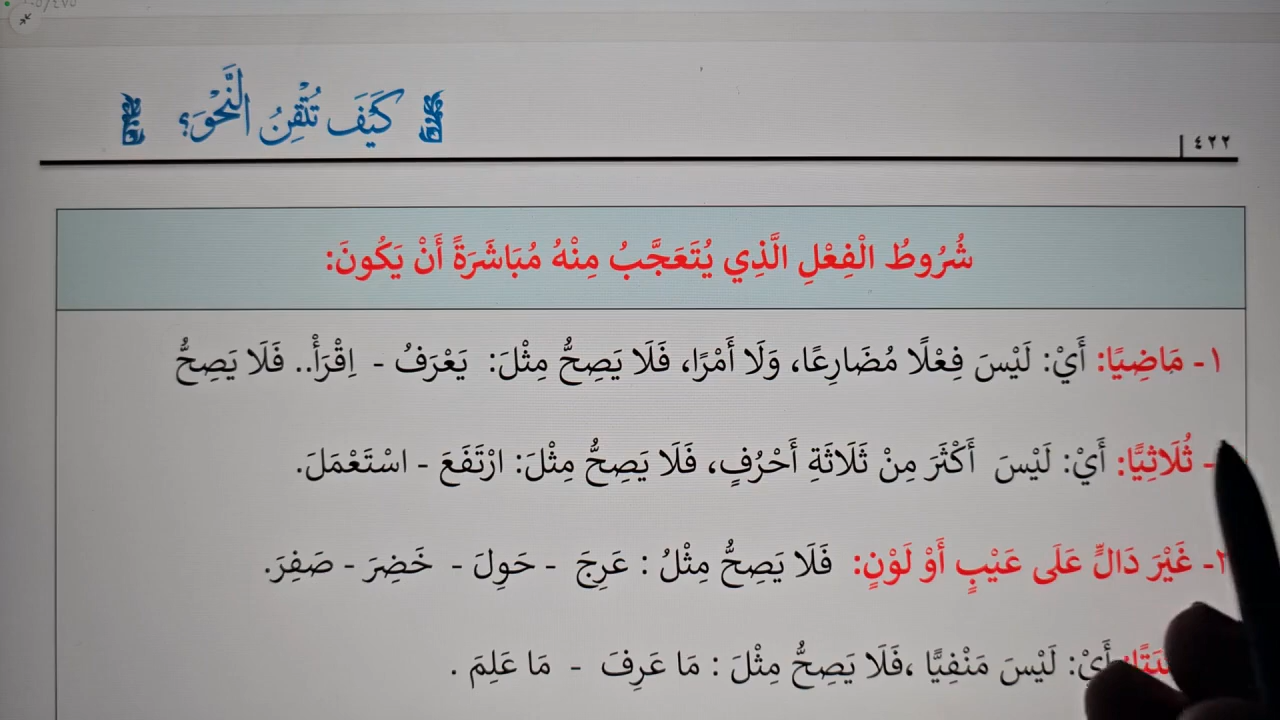 كَيْفَ تُتْقِنُ النَّحْوَ؟
٤٢٢
شُرُوطُ الْفِعْلِ الَّذِي يُتَعَجَّبُ مِنْهُ مُبَاشَرَةً أَنْ يَكُونَ:
١- مَاضِيًا: أَيْ: لَيْسَ فِعْلًا مُضَارِعًا، وَلَا أَمْرًا، فَلَا يَصِحُّ مِثْلَ: يَعْرَفُ - اِقْرَأْ.. فَلَا يَصِحُّ
- ثُلَاثِيًّا: أَيْ: لَيْسَ أَكْثَرَ مِنْ ثَلَاثَةِ أَحْرُفٍ، فَلَا يَصِحُّ مِثْلَ: ارْتَفَعَ - اسْتَعْمَلَ.
- غَيْرَ دَالٍّ عَلَى عَيْبٍ أَوْ لَوْنٍ: فَلَا يَصِحُّ مِثْلُ : عَرِجَ - حَوِلَ - خَضِرَ - صَفِرَ.
أَيْ: لَيْسَ مَنْفِيًّا ،فَلَا يَصِحُّ مِثْلَ : مَا عَرِفَ - مَا عَلِمَ .